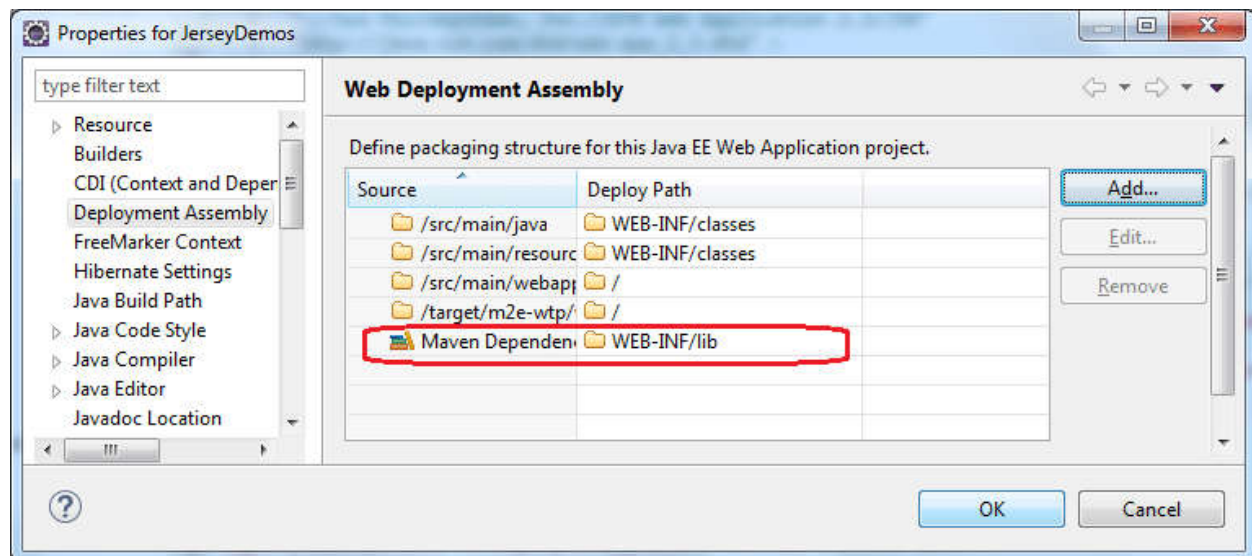 Properties for JerseyDemos
type filter text
Resource
Builders
CDI (Context and Depen
Deployment Assembly
FreeMarker Context
Hibernate Settings
Java Build Path
Java Code Style
Java Compiler
Java Editor
Javadoc Location
Web Deployment Assembly
Define packaging structure for this Java EE Web Application project.
Source Deploy Path
/src/main/java WEB-INF/classes
/src/main/resourc WEB-INF/classes
/src/main/webapp /
/target/m2e-wtp/ /
Maven Dependen WEB-INF/lib
Add...
Edit...
Remove
OK Cancel